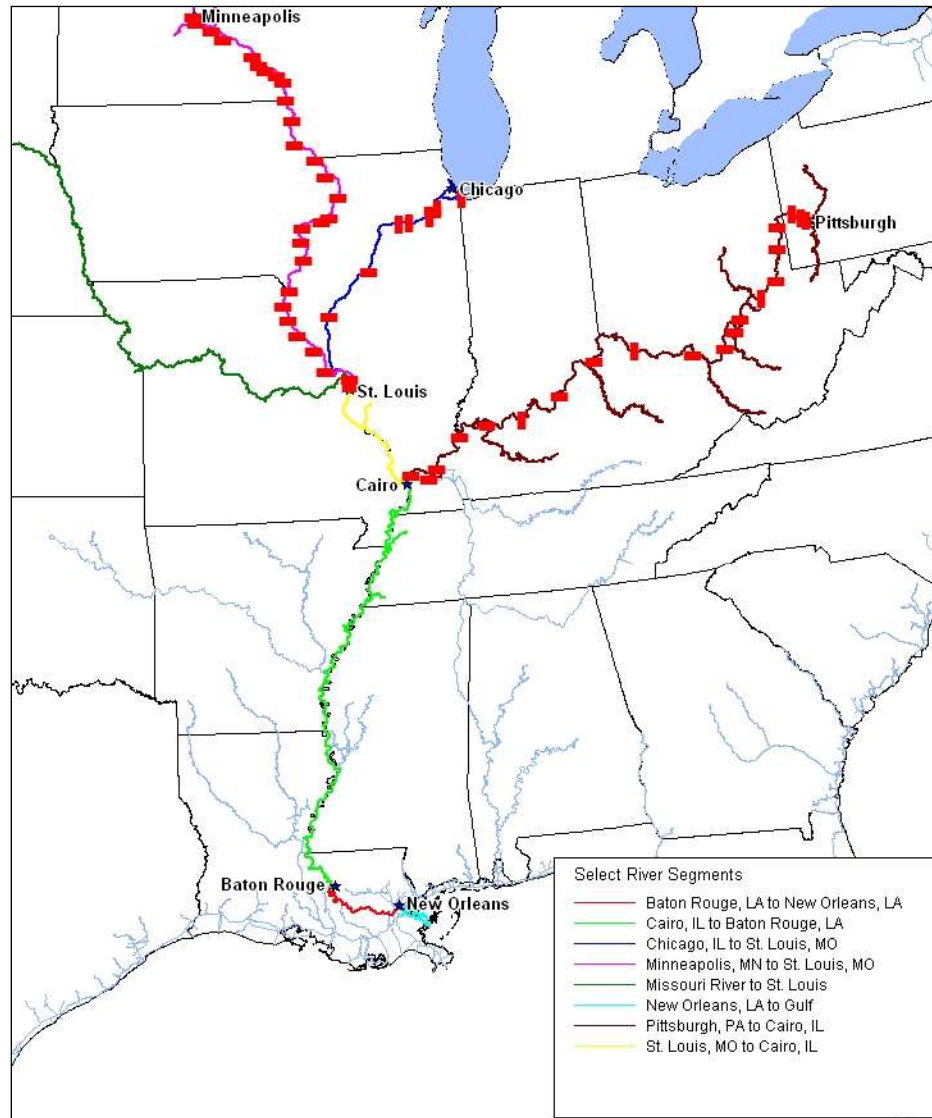 Minneapolis
Chicago
Pittsburgh
St. Louis
Cairo
Baton Rouge
New Orleans
Select River Segments
Baton Rouge, LA to New Orleans, LA
Cairo, IL to Baton Rouge, LA
Chicago, IL to St. Louis, MO
Minneapolis, MN to St. Louis, MO
Missouri River to St. Louis
New Orleans, LA to Gulf
Pittsburgh, PA to Cairo, IL
St. Louis, MO to Cairo, IL